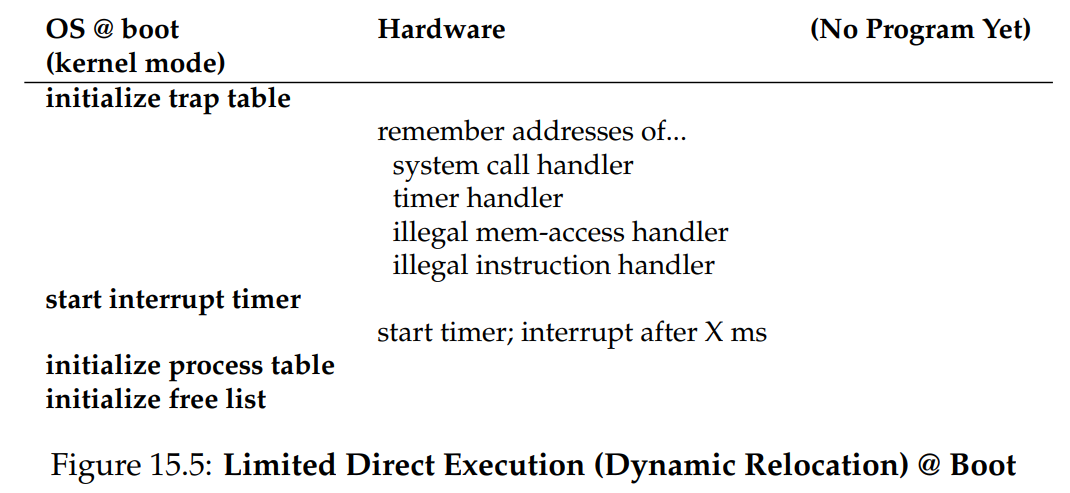 OS @ boot Hardware (No Program Yet)
(kernel mode)
initialize trap table
remember addresses of...
system call handler
timer handler
illegal mem-access handler
illegal instruction handler
start interrupt timer
start timer; interrupt after X ms
initialize process table
initialize free list
Figure 15.5: Limited Direct Execution (Dynamic Relocation) @ Boot